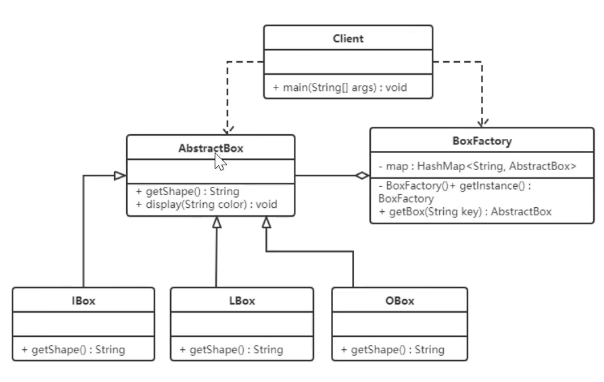 Client
+ main(String[] args) : void
AbstractBox
+ getShape() : String
+ display(String color) : void
BoxFactory
- map : HashMap<String, AbstractBox>
- BoxFactory()+ getInstance() :
BoxFactory
+ getBox(String key) : AbstractBox
IBox
+ getShape() : String
LBox
+ getShape() : String
OBox
+ getShape() : String